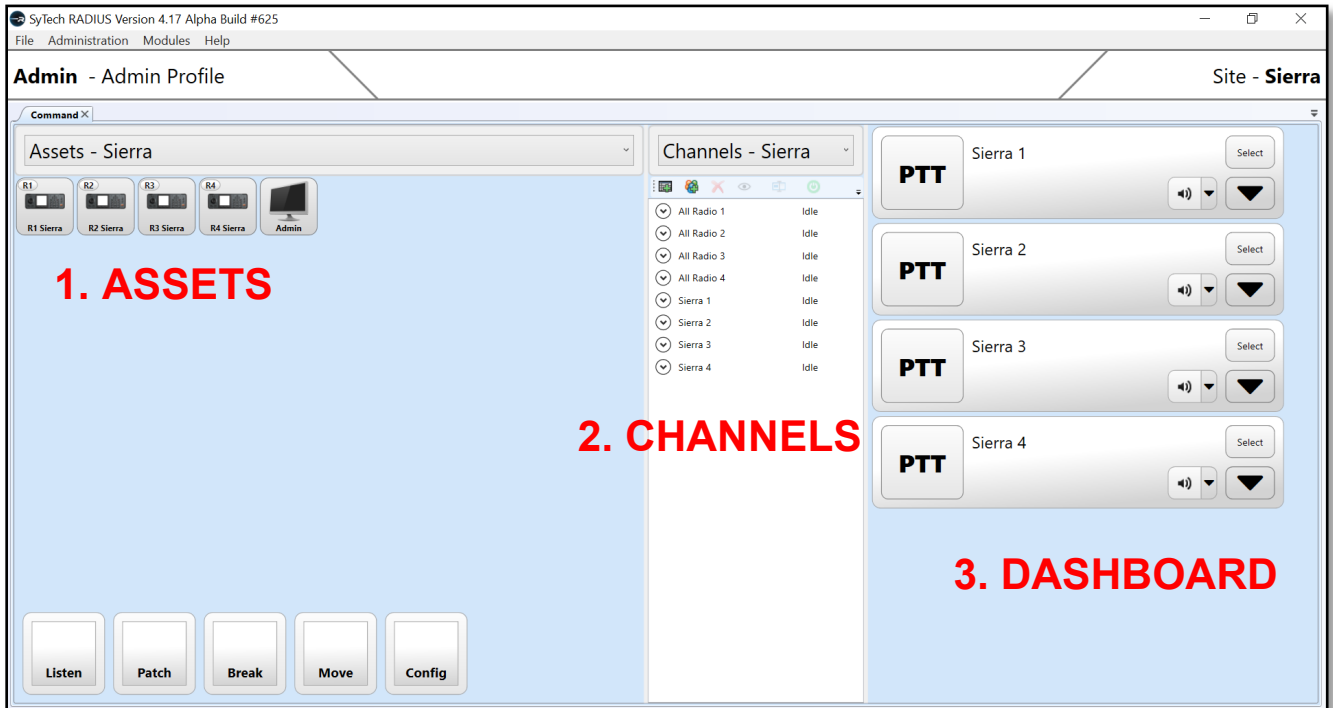 SyTech RADIUS Version 4.17 Alpha Build #625
File Administration Modules Help
Admin - Admin Profile
Site - Sierra
Command
Assets - Sierra
R1
R2
R3
R4
R1 Sierra
R2 Sierra
R3 Sierra
R4 Sierra
Admin
1. ASSETS
Listen
Patch
Break
Move
Config
Channels - Sierra
All Radio 1 Idle
All Radio 2 Idle
All Radio 3 Idle
All Radio 4 Idle
Sierra 1 Idle
Sierra 2 Idle
Sierra 3 Idle
Sierra 4 Idle
2. CHANNELS
PTT
Sierra 1
Select
PTT
Sierra 2
Select
PTT
Sierra 3
Select
PTT
Sierra 4
Select
3. DASHBOARD